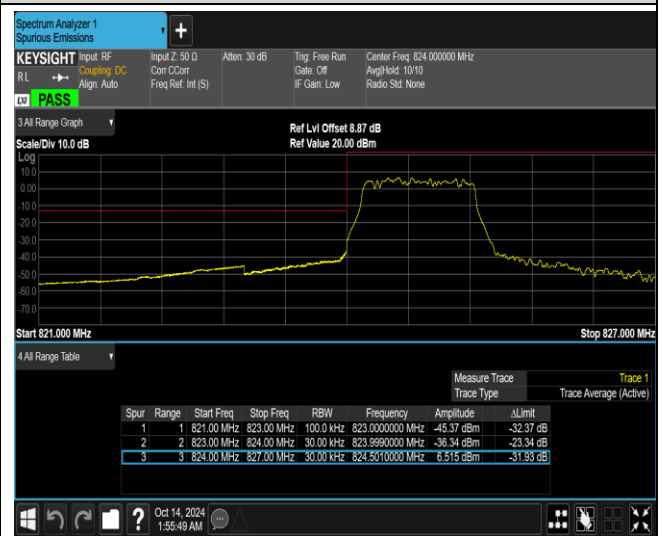 Spectrum Analyzer 1
Spurious Emissions
+
KEYSIGHT Input: RF Input Z: 50 Ω Atten: 30 dB Trig: Free Run Center Freq: 824.000000 MHz
RL Coupling: DC Corr CCorr Gate: Off Avg|Hold: 10/10
Align: Auto Freq Ref: Int (S) IF Gain: Low Radio Std: None
LXI PASS
3 All Range Graph
Ref Lvl Offset 8.87 dB
Scale/Div 10.0 dB Ref Value 20.00 dBm
Log
10.0
0.00
-10.0
-20.0
-30.0
-40.0
-50.0
-60.0
-70.0
Start 821.000 MHz Stop 827.000 MHz
4 All Range Table
Measure Trace Trace 1
Trace Type Trace Average (Active)
Spur Range Start Freq Stop Freq RBW Frequency Amplitude ΔLimit
1 1 821.00 MHz 823.00 MHz 100.0 kHz 823.0000000 MHz -45.37 dBm -32.37 dB
2 2 823.00 MHz 824.00 MHz 30.00 kHz 823.9990000 MHz -36.34 dBm -23.34 dB
3 3 824.00 MHz 827.00 MHz 30.00 kHz 824.5010000 MHz 6.515 dBm -31.93 dB
? Oct 14, 2024
1:55:49 AM